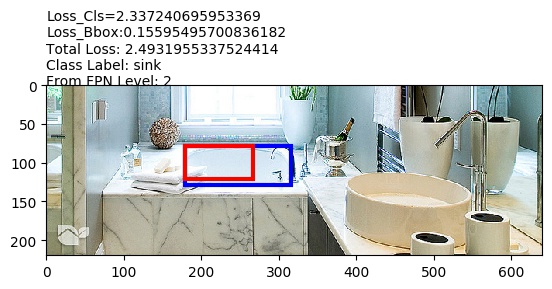 Loss_Cls=2.337240695953369
Loss_Bbox:0.15595495700836182
Total Loss: 2.4931955337524414
Class Label: sink
From FPN Level: 2
0
50
100
150
200
0 100 200 300 400 500 600